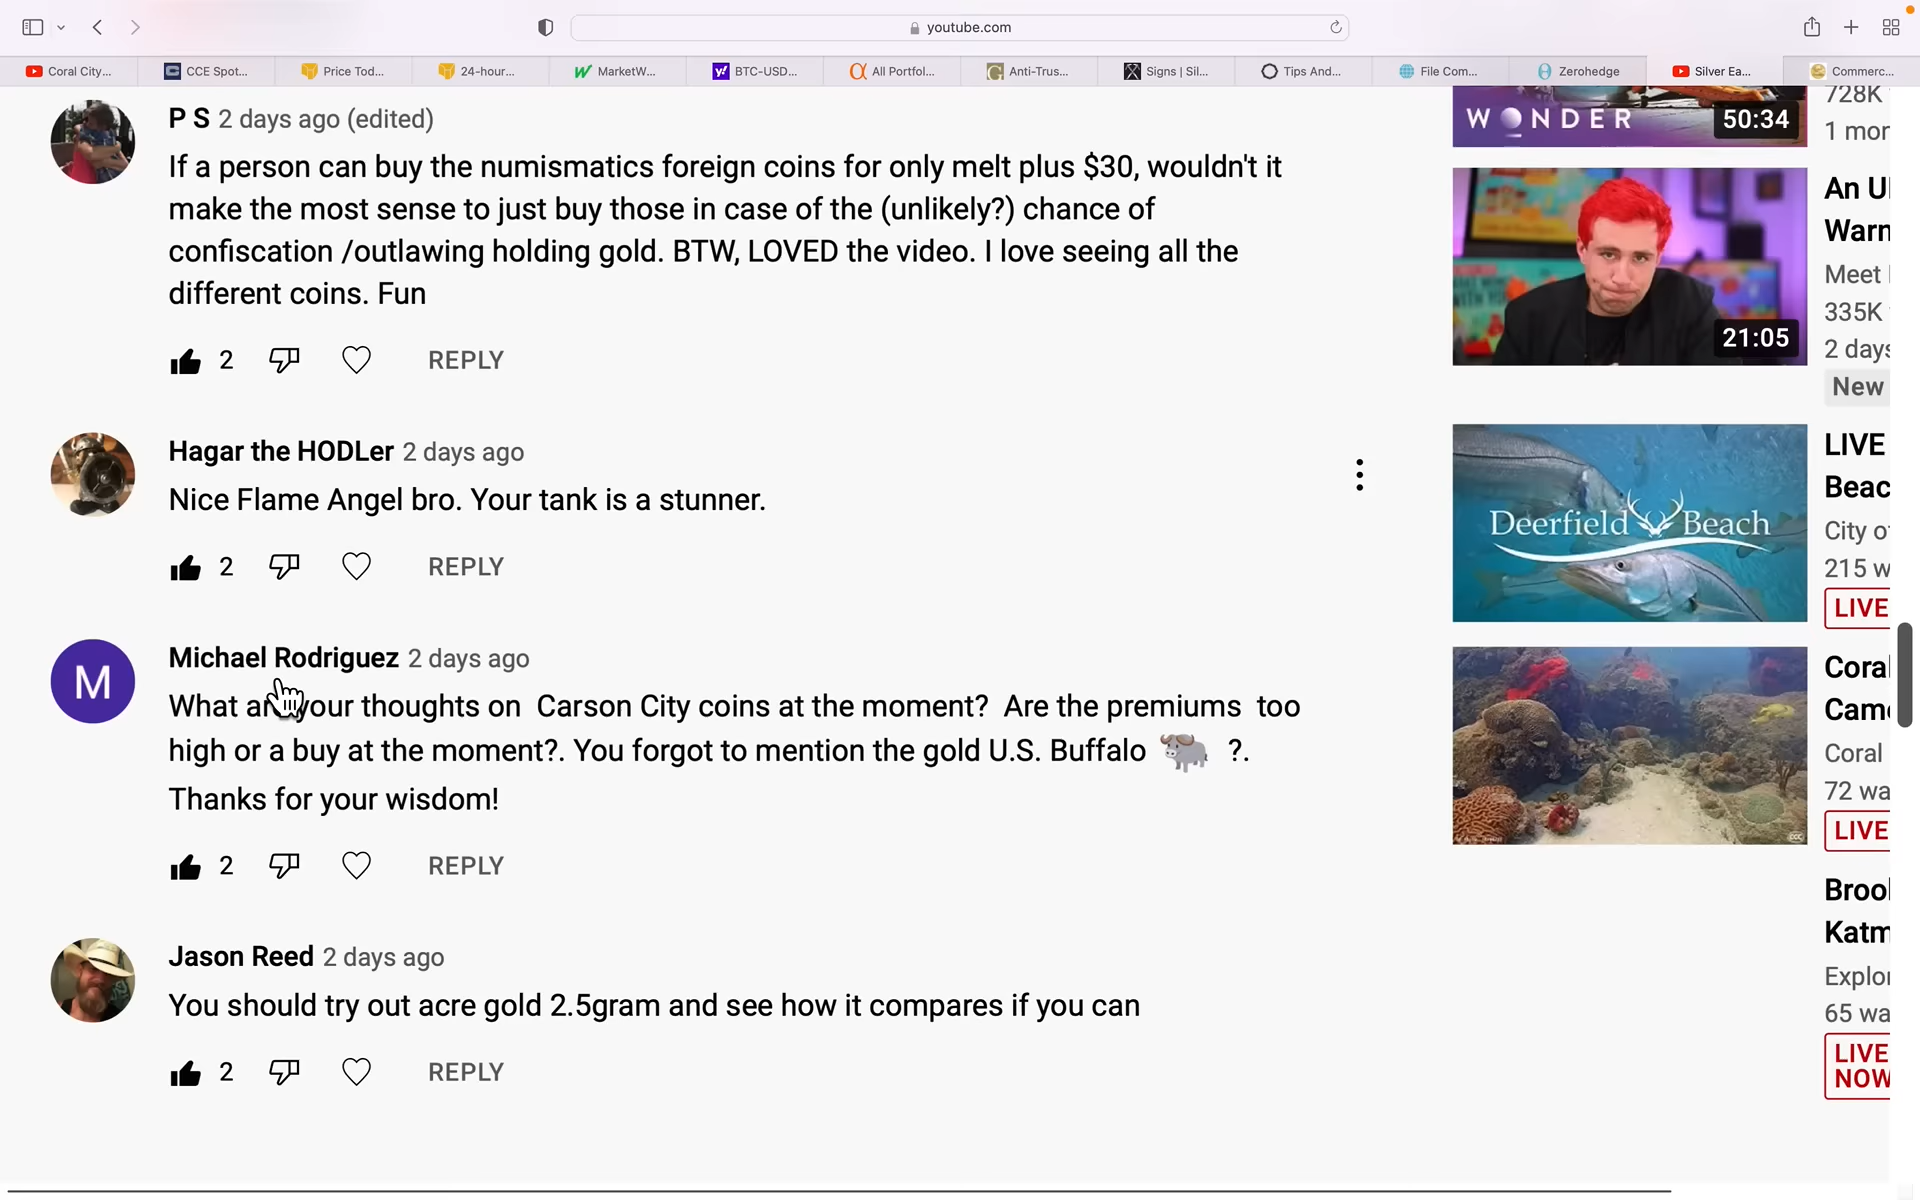 youtube.com
Coral City...
CCE Spot...
Price Tod...
24-hour...
MarketW...
BTC-USD...
All Portfol...
Anti-Trus...
Signs | Sil...
Tips And...
File Com...
Zerohedge
Silver Ea...
Commerc...
P S 2 days ago (edited)
If a person can buy the numismatics foreign coins for only melt plus $30, wouldn't it
make the most sense to just buy those in case of the (unlikely?) chance of
confiscation /outlawing holding gold. BTW, LOVED the video. I love seeing all the
different coins. Fun
2 REPLY
Hagar the HODLer 2 days ago
Nice Flame Angel bro. Your tank is a stunner.
2 REPLY
M
Michael Rodriguez 2 days ago
What are your thoughts on Carson City coins at the moment? Are the premiums too
high or a buy at the moment?. You forgot to mention the gold U.S. Buffalo 🐃 ?.
Thanks for your wisdom!
2 REPLY
Jason Reed 2 days ago
You should try out acre gold 2.5gram and see how it compares if you can
2 REPLY
WONDER
50:34
728K
1 mor
21:05
An U
Warn
Meet
335K
2 days
New
Deerfield Beach
LIVE
Beac
City o
215 w
LIVE
Coral
Came
Coral
72 wa
LIVE
Broo
Katm
Explor
65 wa
LIVE
NOW